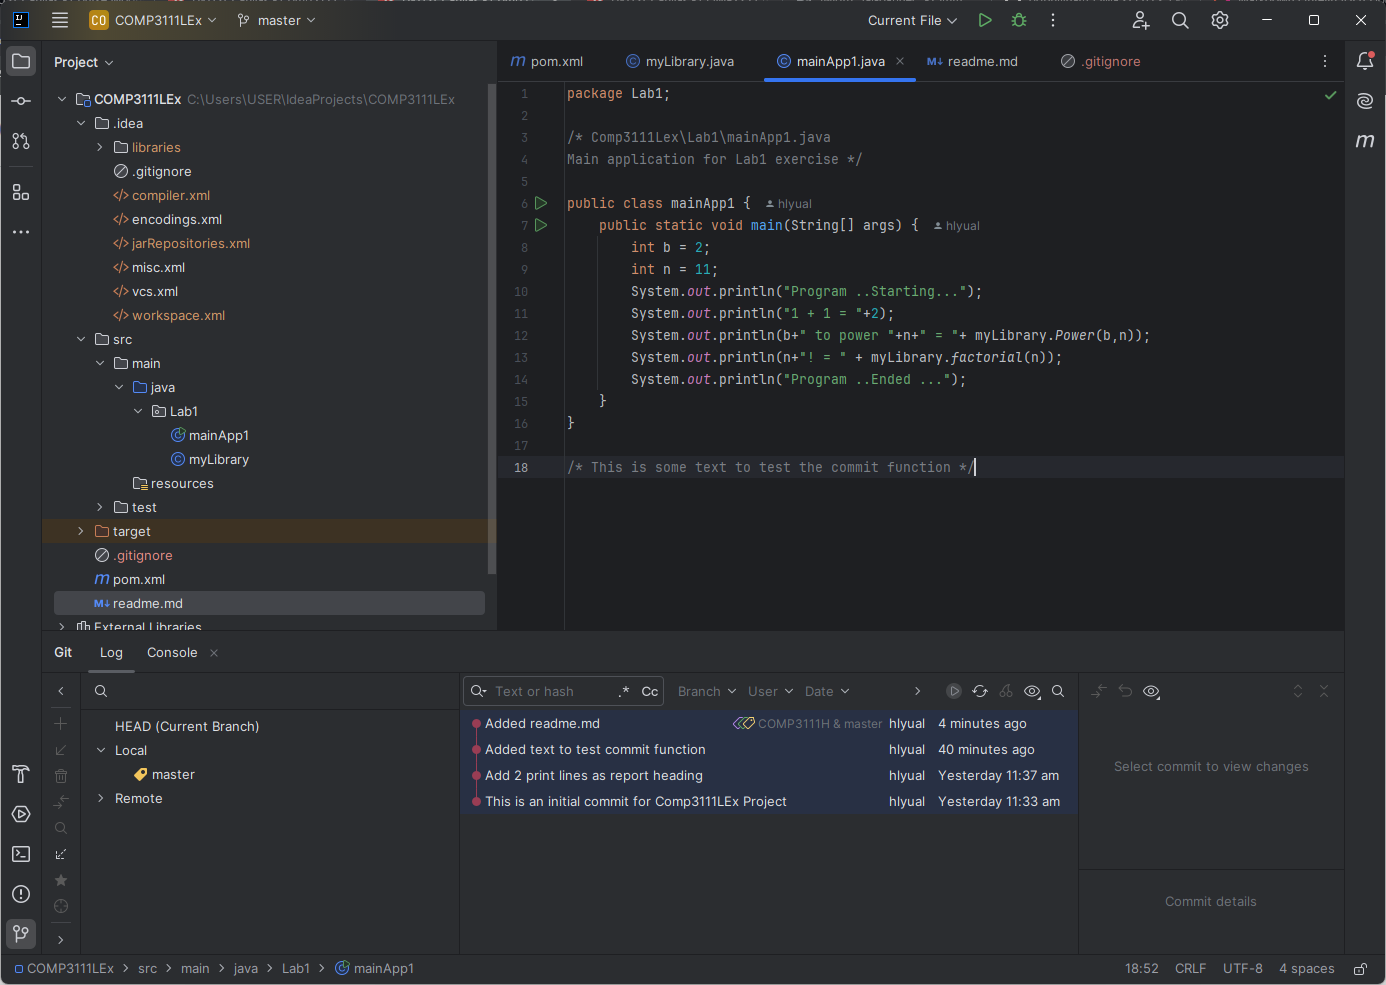 CO COMP3111LEx master Current File
Project
pom.xml myLibrary.java mainApp1.java readme.md .gitignore
COMP3111LEx C:\Users\USER\IdeaProjects\COMP3111LEx
.idea
libraries
.gitignore
compiler.xml
encodings.xml
jarRepositories.xml
misc.xml
vcs.xml
workspace.xml
src
main
java
Lab1
mainApp1
myLibrary
resources
test
target
.gitignore
pom.xml
readme.md
External Libraries
1 package Lab1;
2
3 /* Comp3111Lex\Lab1\mainApp1.java
4 Main application for Lab1 exercise */
5
6 public class mainApp1 { hlyual
7 public static void main(String[] args) { hlyual
8 int b = 2;
9 int n = 11;
10 System.out.println("Program ..Starting...");
11 System.out.println("1 + 1 = "+2);
12 System.out.println(b+" to power "+n+" = "+ myLibrary.Power(b,n));
13 System.out.println(n+"! = " + myLibrary.factorial(n));
14 System.out.println("Program ..Ended ...");
15 }
16 }
17
18 /* This is some text to test the commit function */
Git Log Console
HEAD (Current Branch)
Local
master
Remote
Text or hash .* Cc Branch User Date
Added readme.md COMP3111H & master hlyual 4 minutes ago
Added text to test commit function hlyual 40 minutes ago
Add 2 print lines as report heading hlyual Yesterday 11:37 am
This is an initial commit for Comp3111LEx Project hlyual Yesterday 11:33 am
Select commit to view changes
Commit details
COMP3111LEx > src > main > java > Lab1 > mainApp1 18:52 CRLF UTF-8 4 spaces